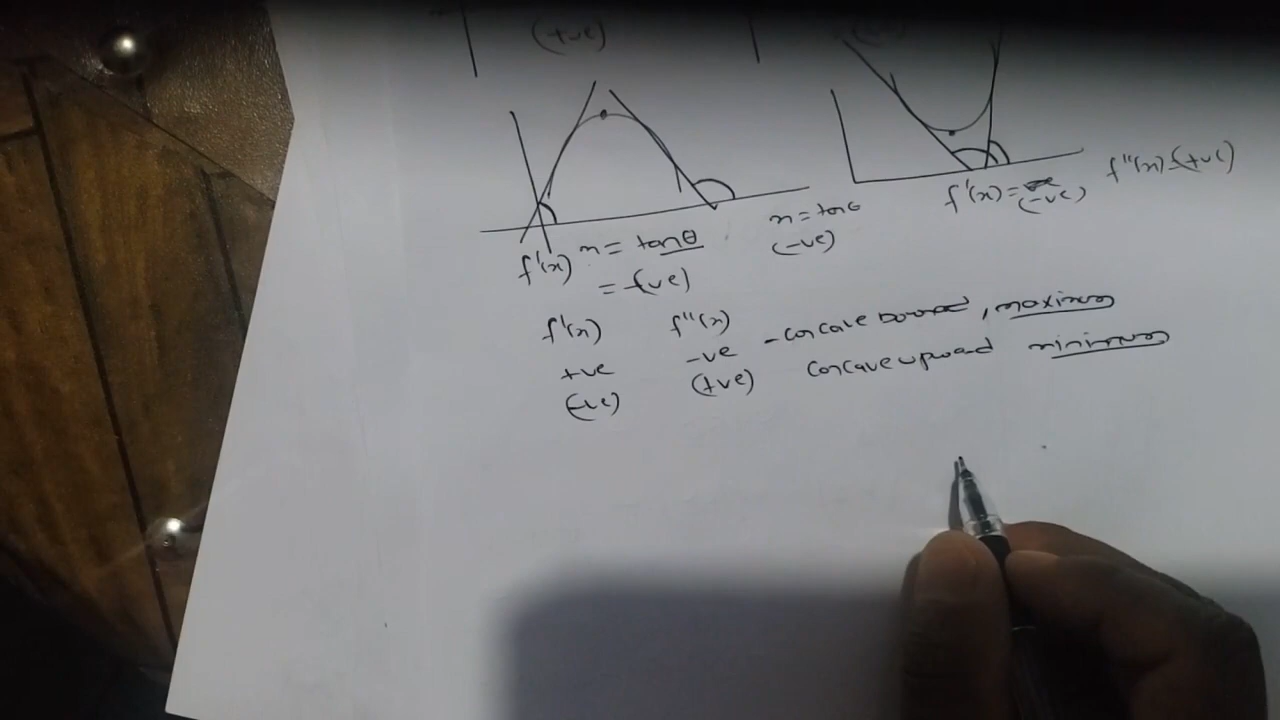 (+ve)
f'(x) m = tanθ
= (+ve)
m = tanθ
(-ve)
f'(x) = (-ve)
f''(x) = (+ve)
f'(x) f''(x)
+ve -ve - concave downward, maximum
(-ve) (+ve) concave upward minimum